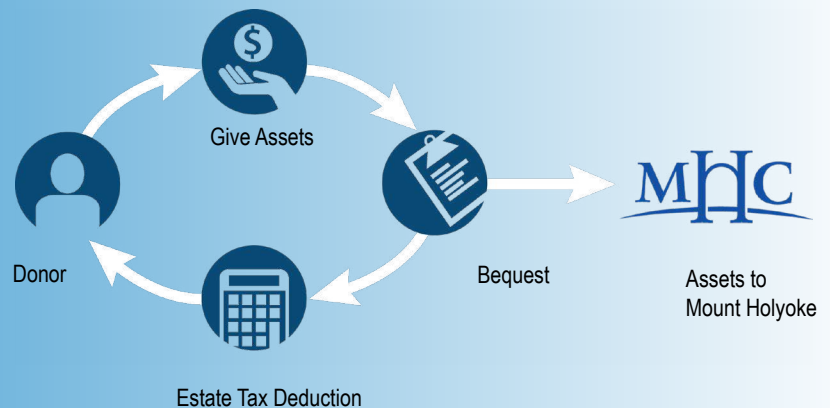 $
Give Assets
MHC
Donor
Bequest
Assets to
Mount Holyoke
Estate Tax Deduction